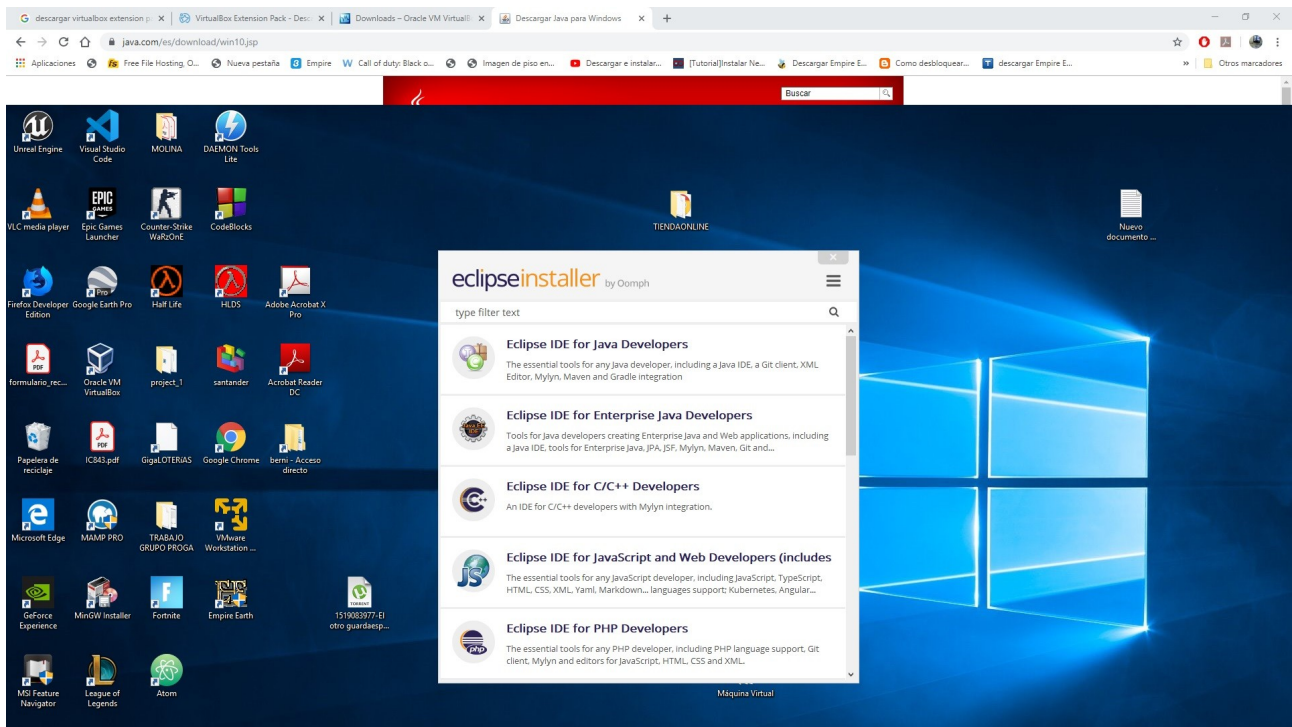 descargar virtualbox extension p
VirtualBox Extension Pack - Desc
Downloads – Oracle VM VirtualB
Descargar Java para Windows
java.com/es/download/win10.jsp
Aplicaciones
Free File Hosting, O...
Nueva pestaña
Empire
Call of duty: Black o...
Imagen de piso en...
Descargar e instalar...
[Tutorial]Instalar Ne...
Descargar Empire E...
Como desbloquear...
descargar Empire E...
»
Otros marcadores
Buscar
Unreal Engine
Visual Studio
Code
MOLINA
DAEMON Tools
Lite
VLC media player
EPIC
GAMES
Epic Games
Launcher
Counter-Strike
WaRzOnE
CodeBlocks
TIENDAONLINE
Nuevo
documento ...
Firefox Developer
Edition
Pro
Google Earth Pro
Half Life
HLDS
Adobe Acrobat X
Pro
PDF
formulario_rec...
Oracle VM
VirtualBox
project_1
santander
Acrobat Reader
DC
Papelera de
reciclaje
PDF
IC843.pdf
GigaLOTERiAS
Google Chrome
berni - Acceso
directo
Microsoft Edge
MAMP PRO
TRABAJO
GRUPO PROGA
VMware
Workstation ...
GeForce
Experience
MinGW Installer
Fortnite
Empire Earth
TORRENT
1519083977-El
otro guardaesp...
MSI Feature
Navigator
League of
Legends
Atom
Máquina Virtual
eclipseinstaller by Oomph
type filter text
Eclipse IDE for Java Developers
The essential tools for any Java developer, including a Java IDE, a Git client, XML
Editor, Mylyn, Maven and Gradle integration
Eclipse IDE for Enterprise Java Developers
Tools for Java developers creating Enterprise Java and Web applications, including
a Java IDE, tools for Enterprise Java, JPA, JSF, Mylyn, Maven, Git and...
Eclipse IDE for C/C++ Developers
An IDE for C/C++ developers with Mylyn integration.
Eclipse IDE for JavaScript and Web Developers (includes
The essential tools for any JavaScript developer, including JavaScript, TypeScript,
HTML, CSS, XML, Yaml, Markdown... languages support; Kubernetes, Angular...
Eclipse IDE for PHP Developers
The essential tools for any PHP developer, including PHP language support, Git
client, Mylyn and editors for JavaScript, HTML, CSS and XML.